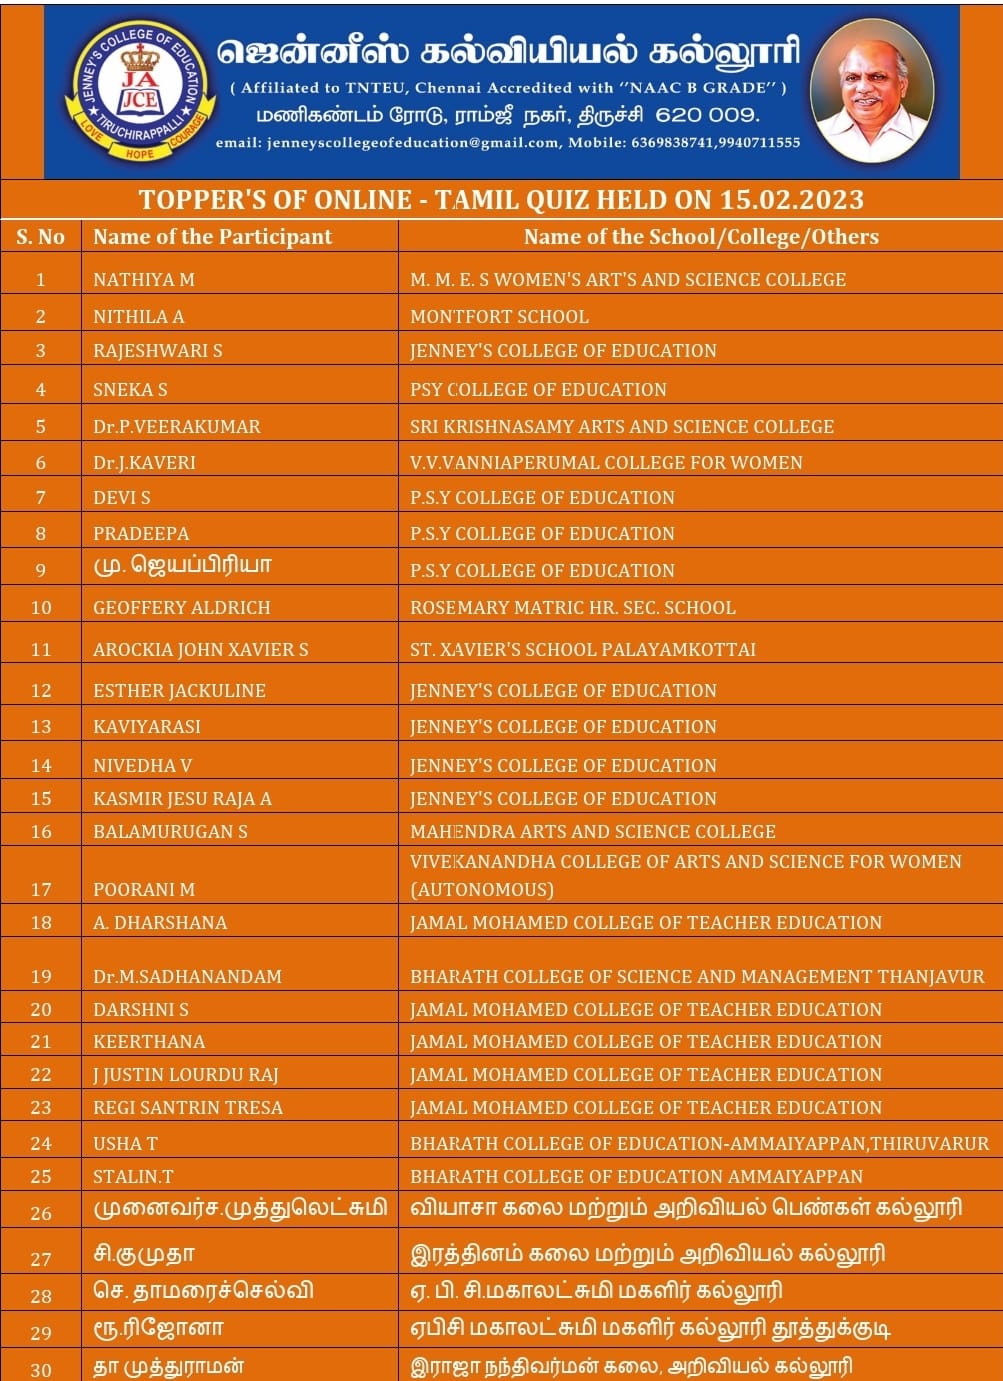 JENNEY'S COLLEGE OF EDUCATION
JA
JCE
TIRUCHIRAPPALLI
LOVE HOPE COURAGE
ஜென்னீஸ் கல்வியியல் கல்லூரி
( Affiliated to TNTEU, Chennai Accredited with ‘‘NAAC B GRADE’’ )
மணிகண்டம் ரோடு, ராம்ஜீ நகர், திருச்சி 620 009.
email: jenneyscollegeofeducation@gmail.com, Mobile: 6369838741,9940711555
TOPPER'S OF ONLINE - TAMIL QUIZ HELD ON 15.02.2023
S. No Name of the Participant Name of the School/College/Others
1 NATHIYA M M. M. E. S WOMEN'S ART'S AND SCIENCE COLLEGE
2 NITHILA A MONTFORT SCHOOL
3 RAJESHWARI S JENNEY'S COLLEGE OF EDUCATION
4 SNEKA S PSY COLLEGE OF EDUCATION
5 Dr.P.VEERAKUMAR SRI KRISHNASAMY ARTS AND SCIENCE COLLEGE
6 Dr.J.KAVERI V.V.VANNIAPERUMAL COLLEGE FOR WOMEN
7 DEVI S P.S.Y COLLEGE OF EDUCATION
8 PRADEEPA P.S.Y COLLEGE OF EDUCATION
9 மு. ஜெயப்பிரியா P.S.Y COLLEGE OF EDUCATION
10 GEOFFERY ALDRICH ROSEMARY MATRIC HR. SEC. SCHOOL
11 AROCKIA JOHN XAVIER S ST. XAVIER'S SCHOOL PALAYAMKOTTAI
12 ESTHER JACKULINE JENNEY'S COLLEGE OF EDUCATION
13 KAVIYARASI JENNEY'S COLLEGE OF EDUCATION
14 NIVEDHA V JENNEY'S COLLEGE OF EDUCATION
15 KASMIR JESU RAJA A JENNEY'S COLLEGE OF EDUCATION
16 BALAMURUGAN S MAHENDRA ARTS AND SCIENCE COLLEGE
17 POORANI M VIVEKANANDHA COLLEGE OF ARTS AND SCIENCE FOR WOMEN
(AUTONOMOUS)
18 A. DHARSHANA JAMAL MOHAMED COLLEGE OF TEACHER EDUCATION
19 Dr.M.SADHANANDAM BHARATH COLLEGE OF SCIENCE AND MANAGEMENT THANJAVUR
20 DARSHNI S JAMAL MOHAMED COLLEGE OF TEACHER EDUCATION
21 KEERTHANA JAMAL MOHAMED COLLEGE OF TEACHER EDUCATION
22 J JUSTIN LOURDU RAJ JAMAL MOHAMED COLLEGE OF TEACHER EDUCATION
23 REGI SANTRIN TRESA JAMAL MOHAMED COLLEGE OF TEACHER EDUCATION
24 USHA T BHARATH COLLEGE OF EDUCATION-AMMAIYAPPAN,THIRUVARUR
25 STALIN.T BHARATH COLLEGE OF EDUCATION AMMAIYAPPAN
26 முனைவர்ச.முத்துலெட்சுமி வியாசா கலை மற்றும் அறிவியல் பெண்கள் கல்லூரி
27 சி.குமுதா இரத்தினம் கலை மற்றும் அறிவியல் கல்லூரி
28 செ. தாமரைச்செல்வி ஏ. பி. சி.மகாலட்சுமி மகளிர் கல்லூரி
29 ரூ.ரிஜோனா ஏபிசி மகாலட்சுமி மகளிர் கல்லூரி தூத்துக்குடி
30 தா முத்துராமன் இராஜா நந்திவர்மன் கலை, அறிவியல் கல்லூரி